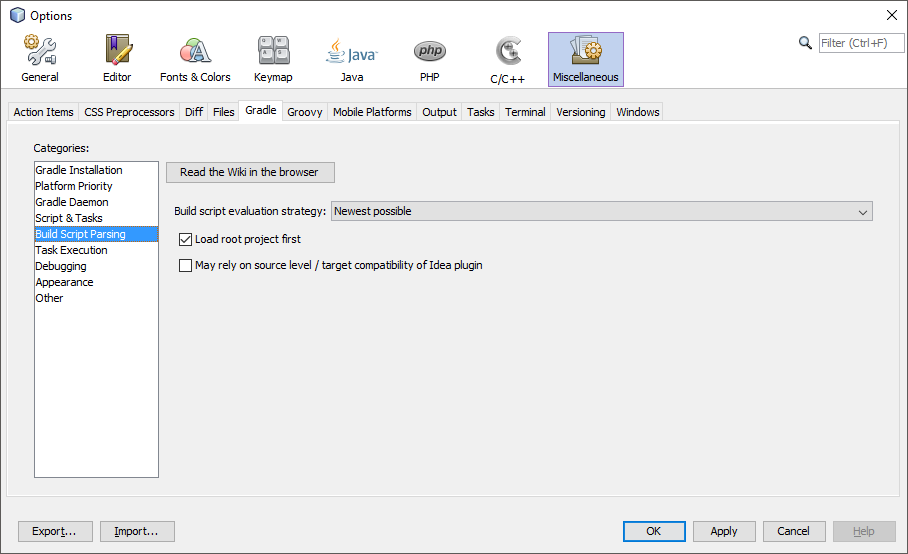 Options
Filter (Ctrl+F)
General Editor Fonts & Colors Keymap Java PHP C/C++ Miscellaneous
Action Items CSS Preprocessors Diff Files Gradle Groovy Mobile Platforms Output Tasks Terminal Versioning Windows
Categories:
Gradle Installation
Platform Priority
Gradle Daemon
Script & Tasks
Build Script Parsing
Task Execution
Debugging
Appearance
Other
Read the Wiki in the browser
Build script evaluation strategy: Newest possible
Load root project first
May rely on source level / target compatibility of Idea plugin
Export... Import... OK Apply Cancel Help